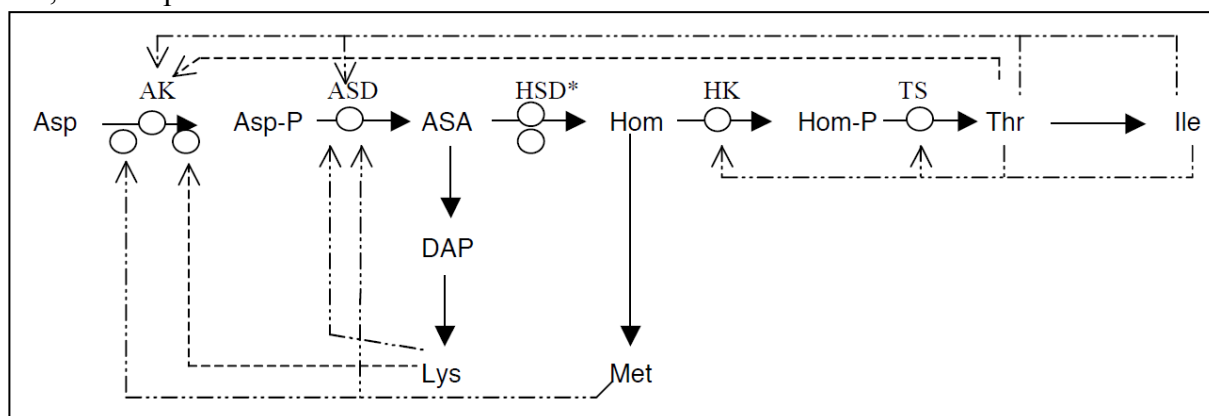 AK ASD HSD* HK TS
Asp Asp-P ASA Hom Hom-P Thr Ile
DAP
Lys Met